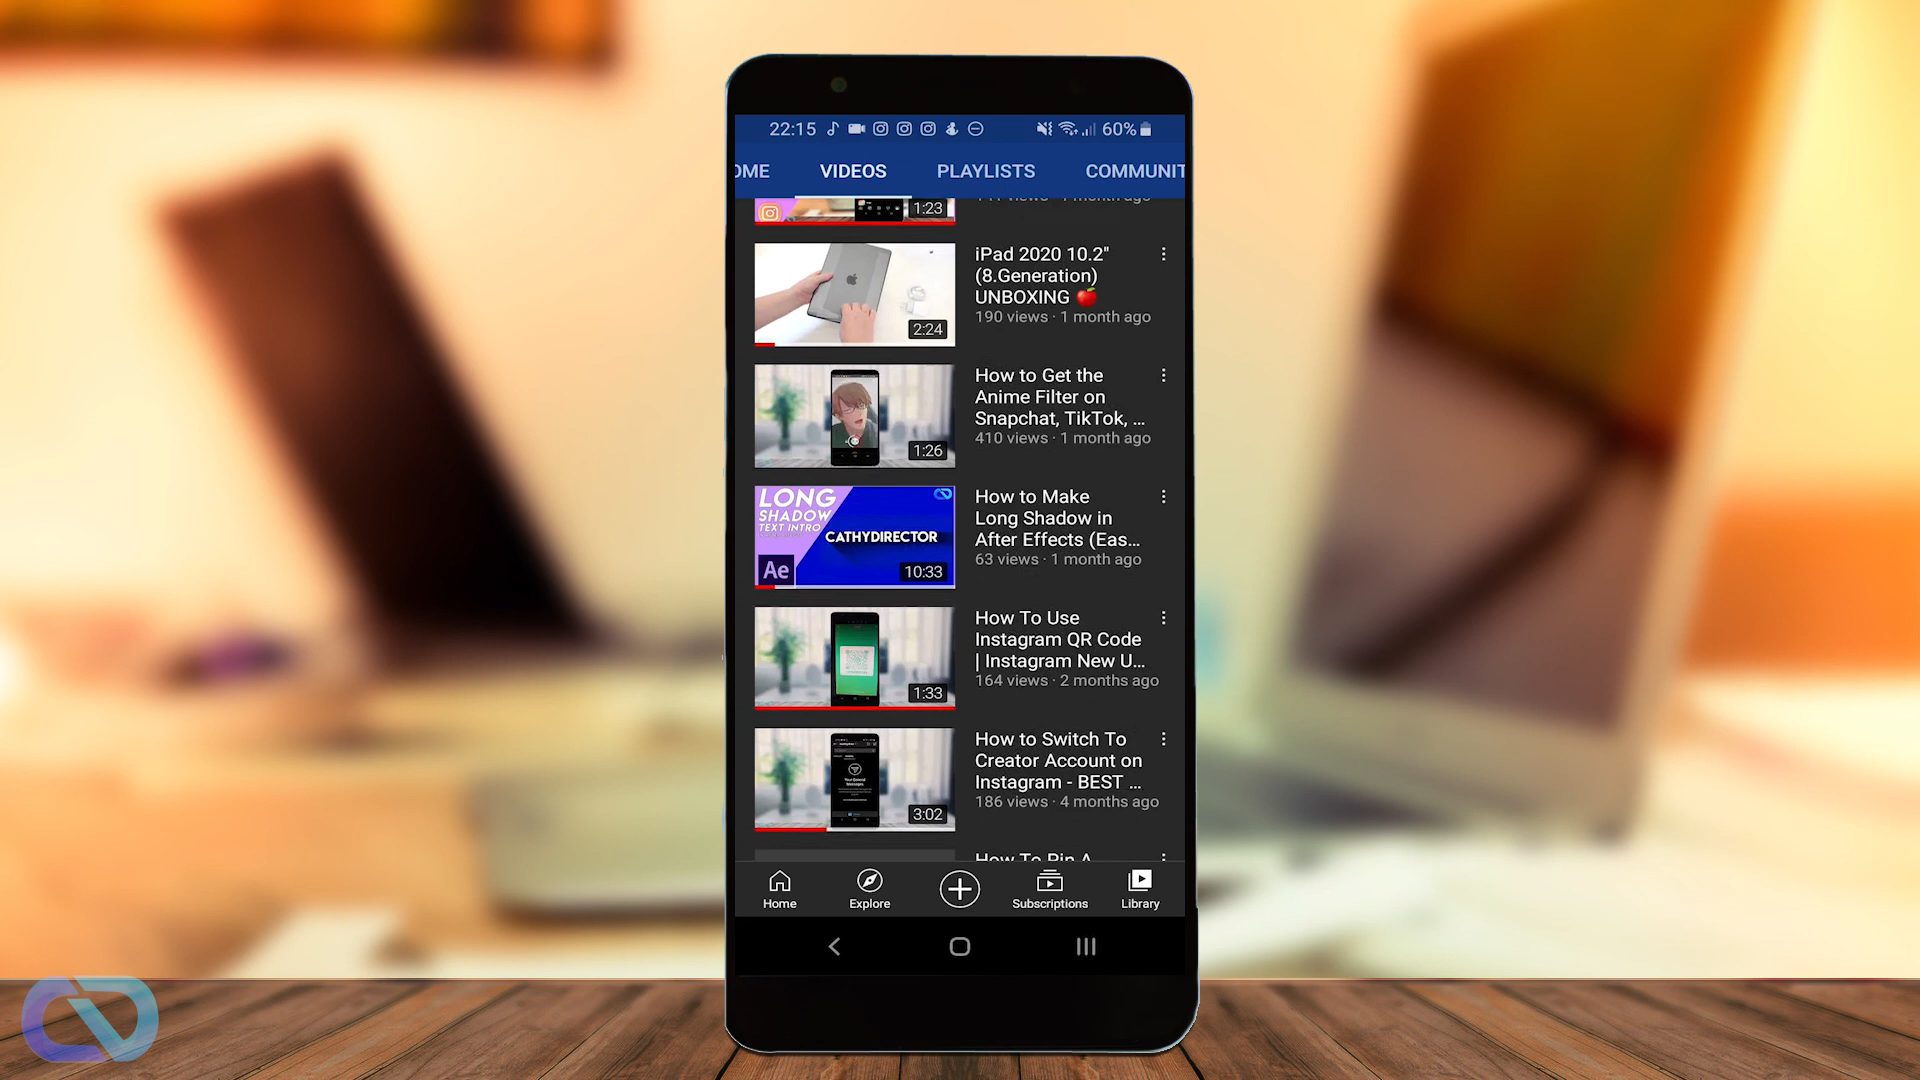 22:15 60%
OME VIDEOS PLAYLISTS COMMUNIT
1:23
iPad 2020 10.2"
(8.Generation)
UNBOXING 🍎
190 views · 1 month ago
2:24
How to Get the
Anime Filter on
Snapchat, TikTok, ...
410 views · 1 month ago
1:26
LONG
SHADOW
TEXT INTRO
CATHYDIRECTOR
Ae
10:33
How to Make
Long Shadow in
After Effects (Eas...
63 views · 1 month ago
How To Use
Instagram QR Code
| Instagram New U...
164 views · 2 months ago
1:33
How to Switch To
Creator Account on
Instagram - BEST ...
186 views · 4 months ago
3:02
How To Pin A
Home Explore Subscriptions Library